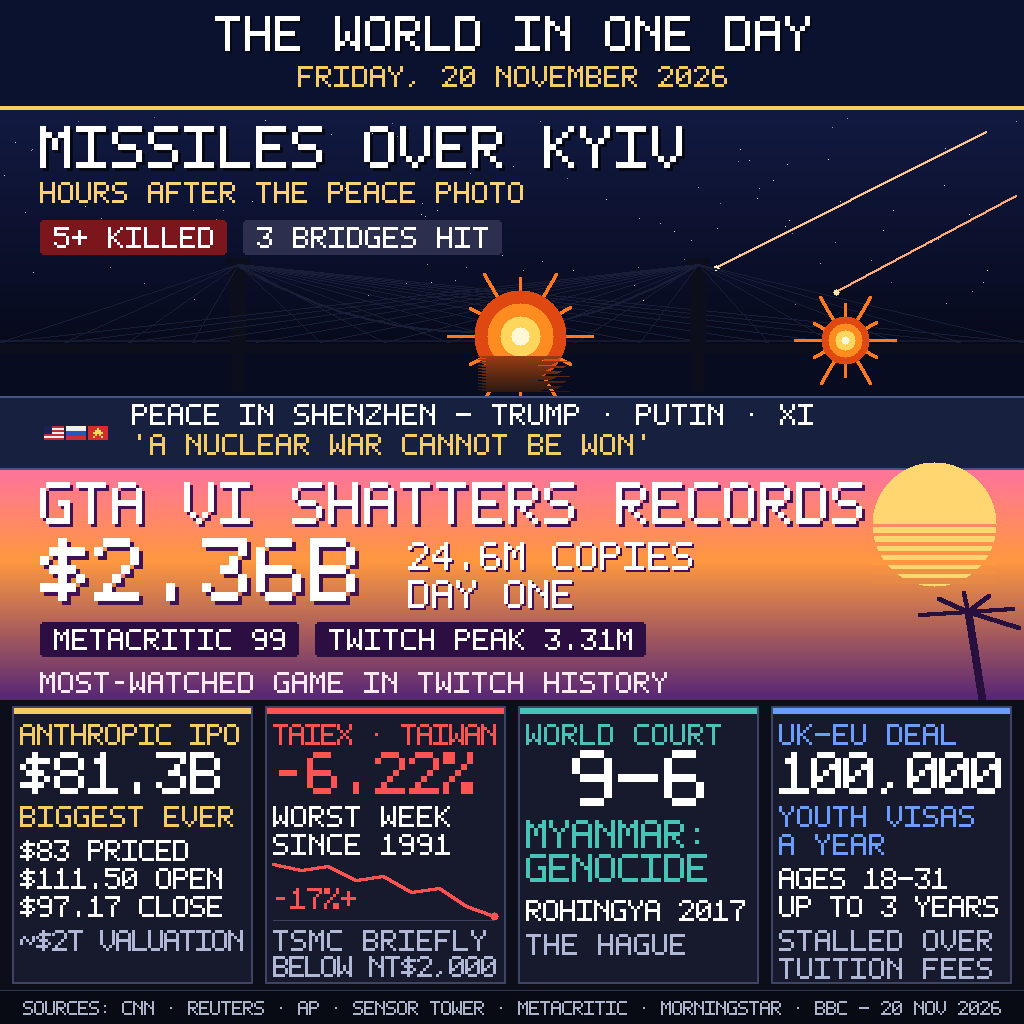 THE WORLD IN ONE DAY
FRIDAY, 20 NOVEMBER 2026
MISSILES OVER KYIV
HOURS AFTER THE PEACE PHOTO
5+ KILLED
3 BRIDGES HIT
PEACE IN SHENZHEN – TRUMP · PUTIN · XI
'A NUCLEAR WAR CANNOT BE WON'
GTA VI SHATTERS RECORDS
$2.36B
24.6M COPIES
DAY ONE
METACRITIC 99
TWITCH PEAK 3.31M
MOST-WATCHED GAME IN TWITCH HISTORY
ANTHROPIC IPO
$81.3B
BIGGEST EVER
$83 PRICED
$111.50 OPEN
$97.17 CLOSE
~$2T VALUATION
TAIEX · TAIWAN
-6.22%
WORST WEEK
SINCE 1991
-17%+
TSMC BRIEFLY
BELOW NT$2,000
WORLD COURT
9–6
MYANMAR:
GENOCIDE
ROHINGYA 2017
THE HAGUE
UK-EU DEAL
100,000
YOUTH VISAS
A YEAR
AGES 18–31
UP TO 3 YEARS
STALLED OVER
TUITION FEES
SOURCES: CNN · REUTERS · AP · SENSOR TOWER · METACRITIC · MORNINGSTAR · BBC – 20 NOV 2026